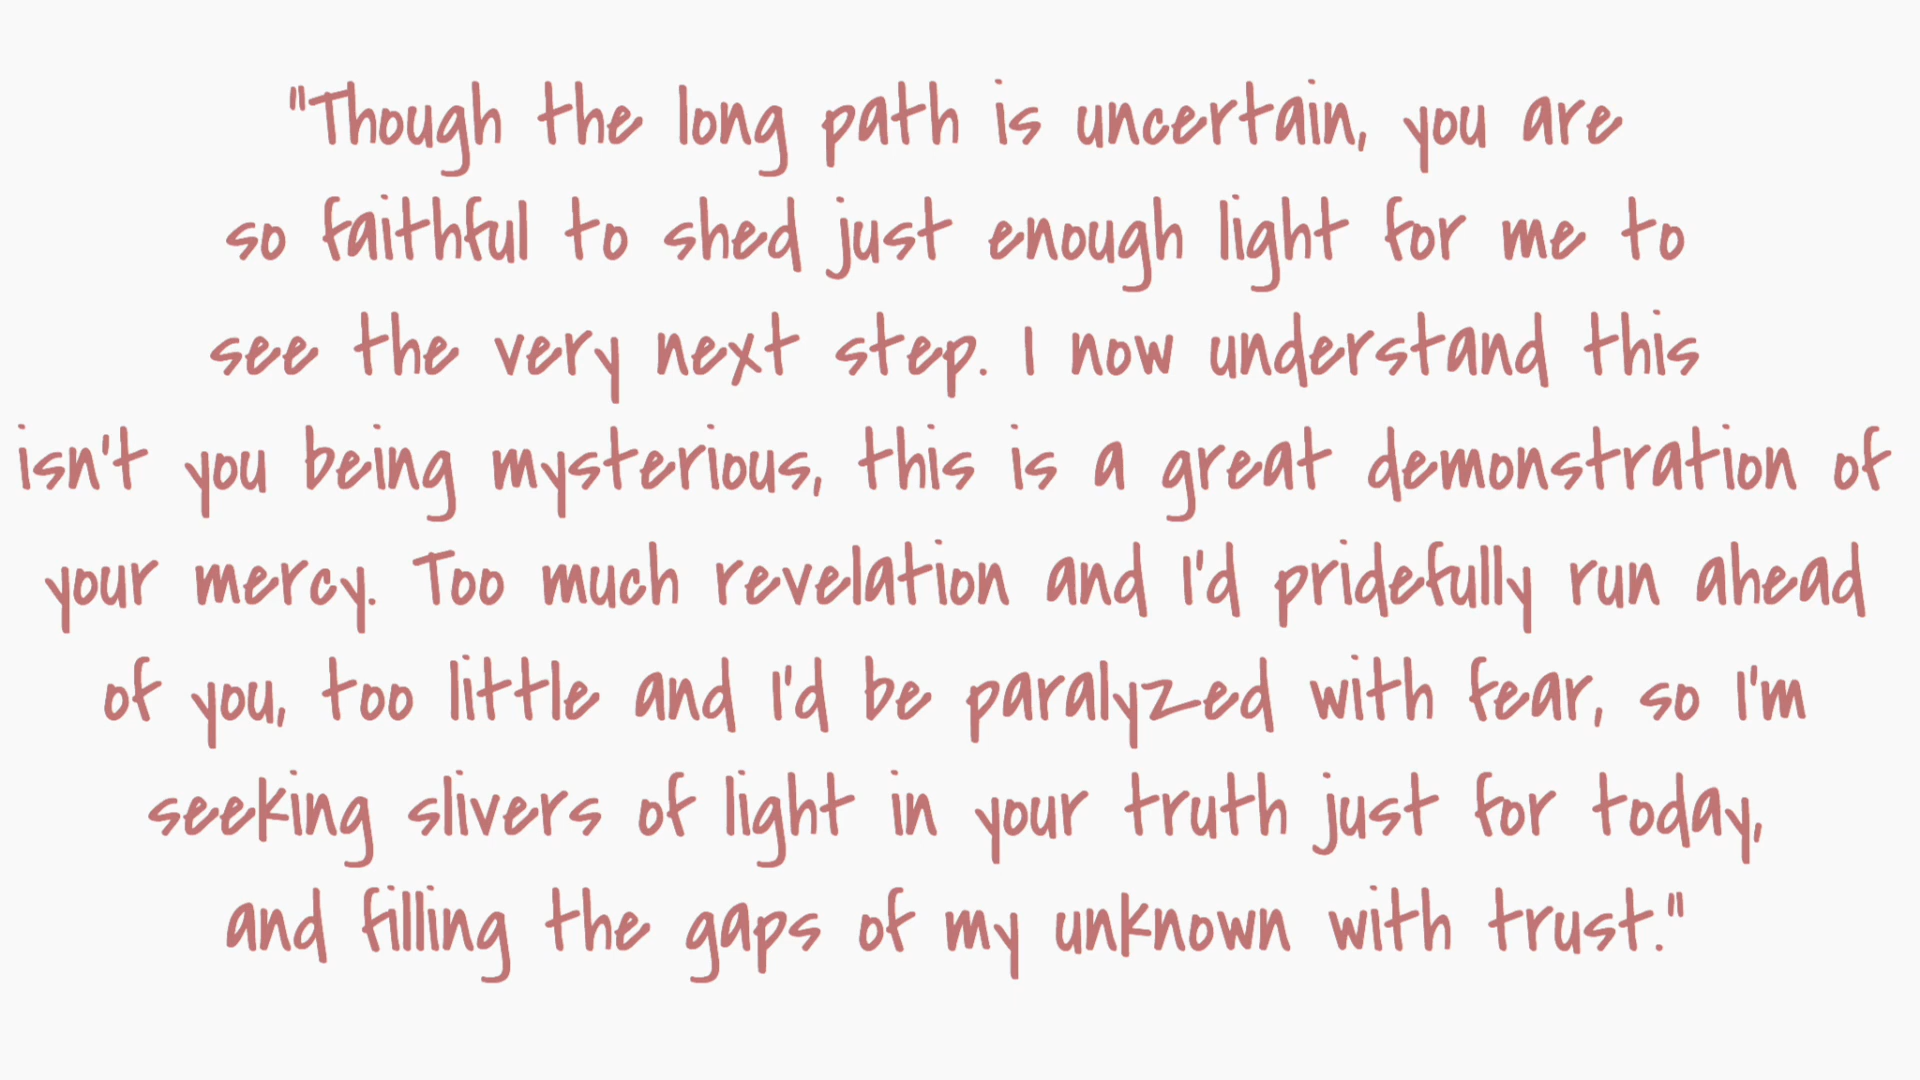 "Though the long path is uncertain, you are
so faithful to shed just enough light for me to
see the very next step. I now understand this
isn't you being mysterious, this is a great demonstration of
your mercy. Too much revelation and I'd pridefully run ahead
of you, too little and I'd be paralyzed with fear, so I'm
seeking slivers of light in your truth just for today,
and filling the gaps of my unknown with trust."